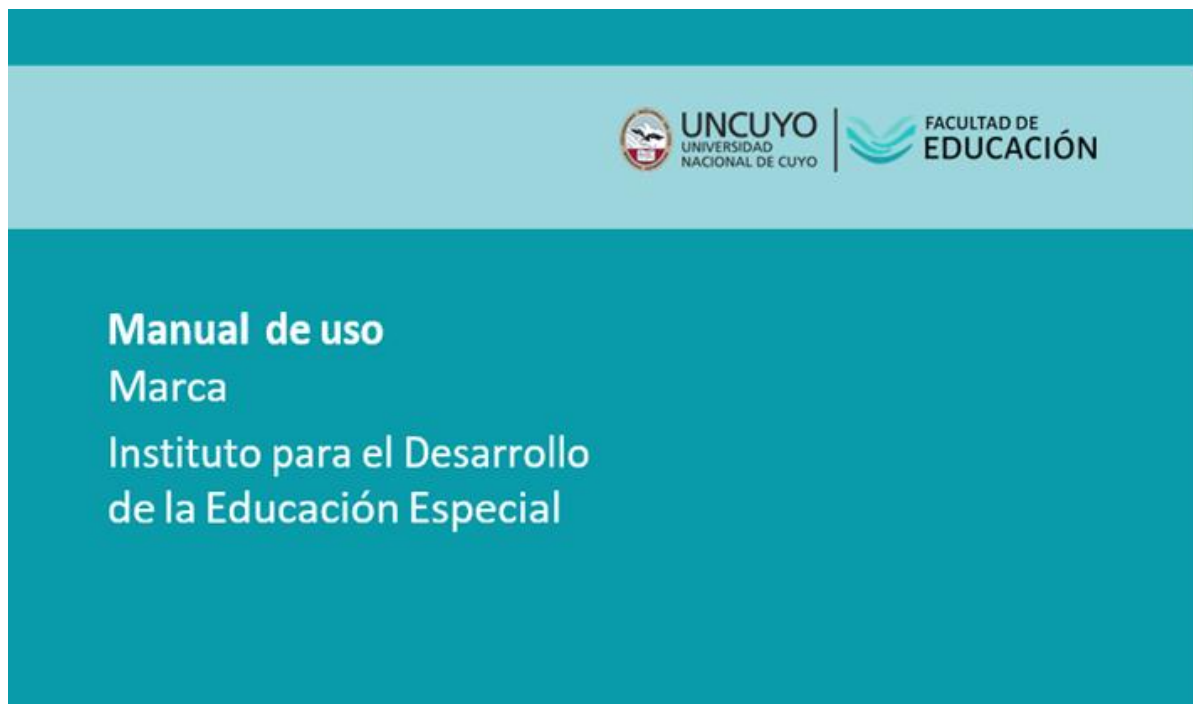 UNCUYO
UNIVERSIDAD
NACIONAL DE CUYO
FACULTAD DE
EDUCACIÓN
Manual de uso
Marca
Instituto para el Desarrollo
de la Educación Especial